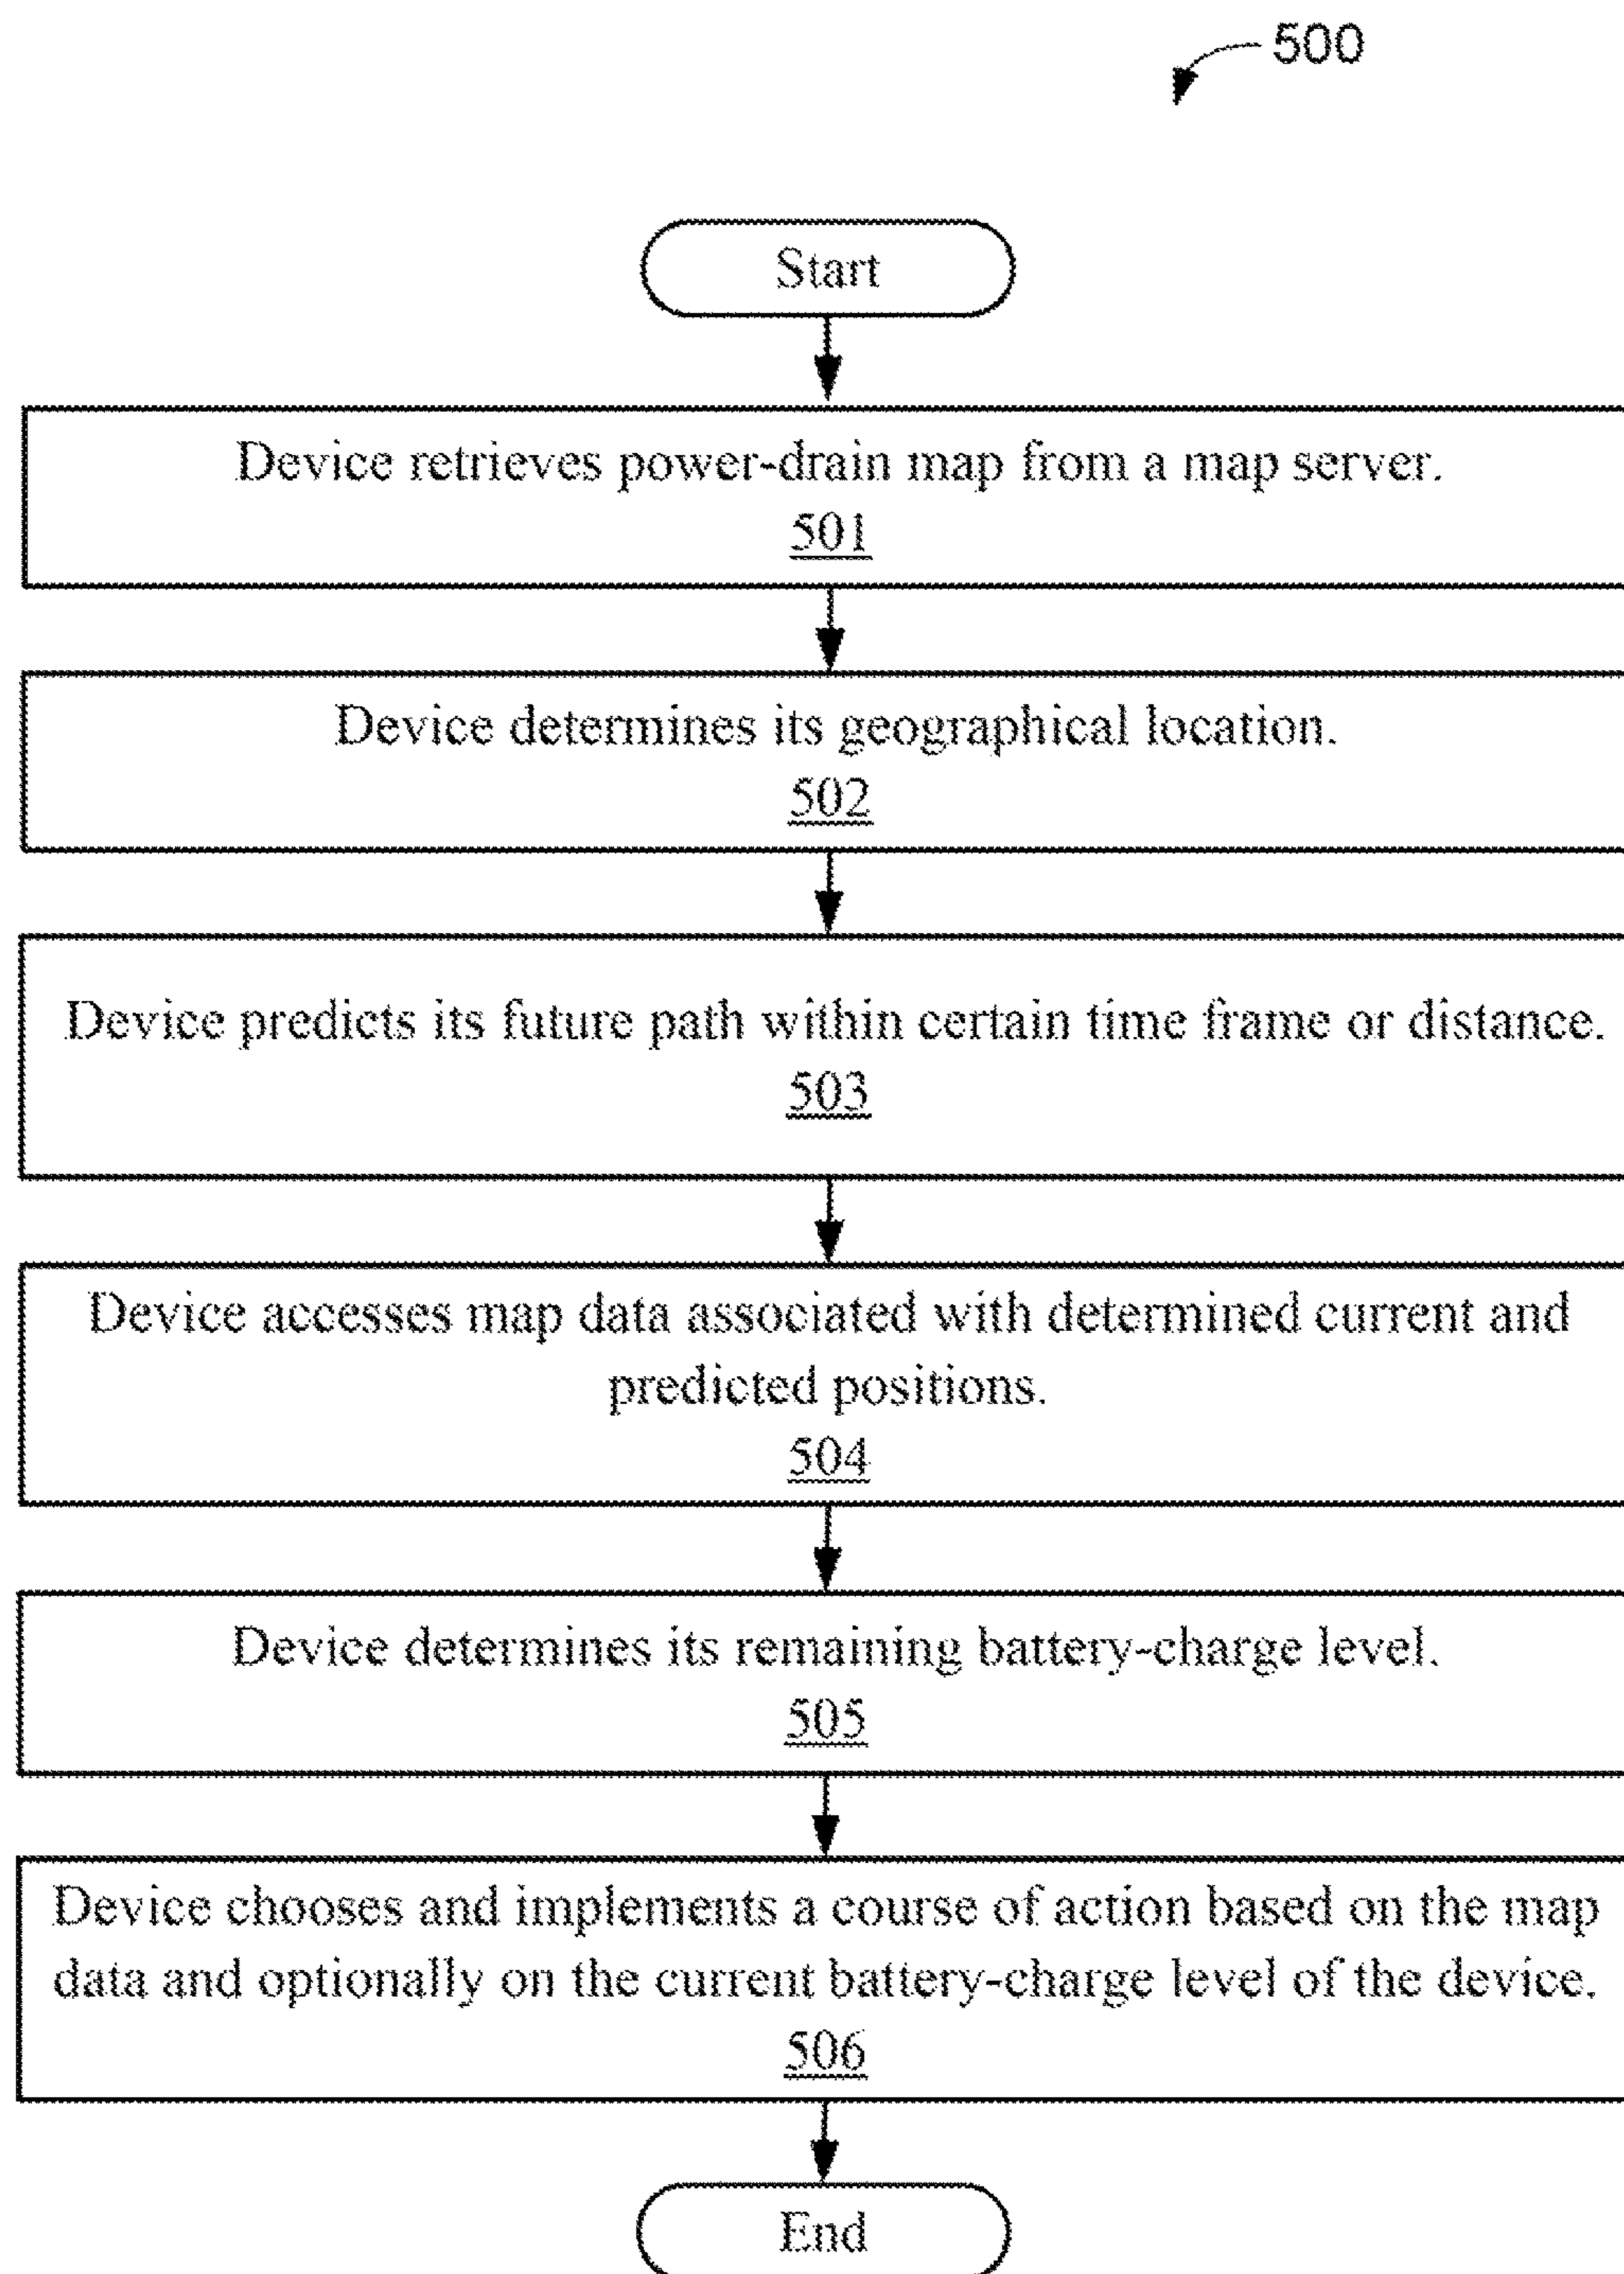 500
Start
Device retrieves power-drain map from a map server.
501
Device determines its geographical location.
502
Device predicts its future path within certain time frame or distance.
503
Device accesses map data associated with determined current and
predicted positions.
504
Device determines its remaining battery-charge level.
505
Device chooses and implements a course of action based on the map
data and optionally on the current battery-charge level of the device.
506
End